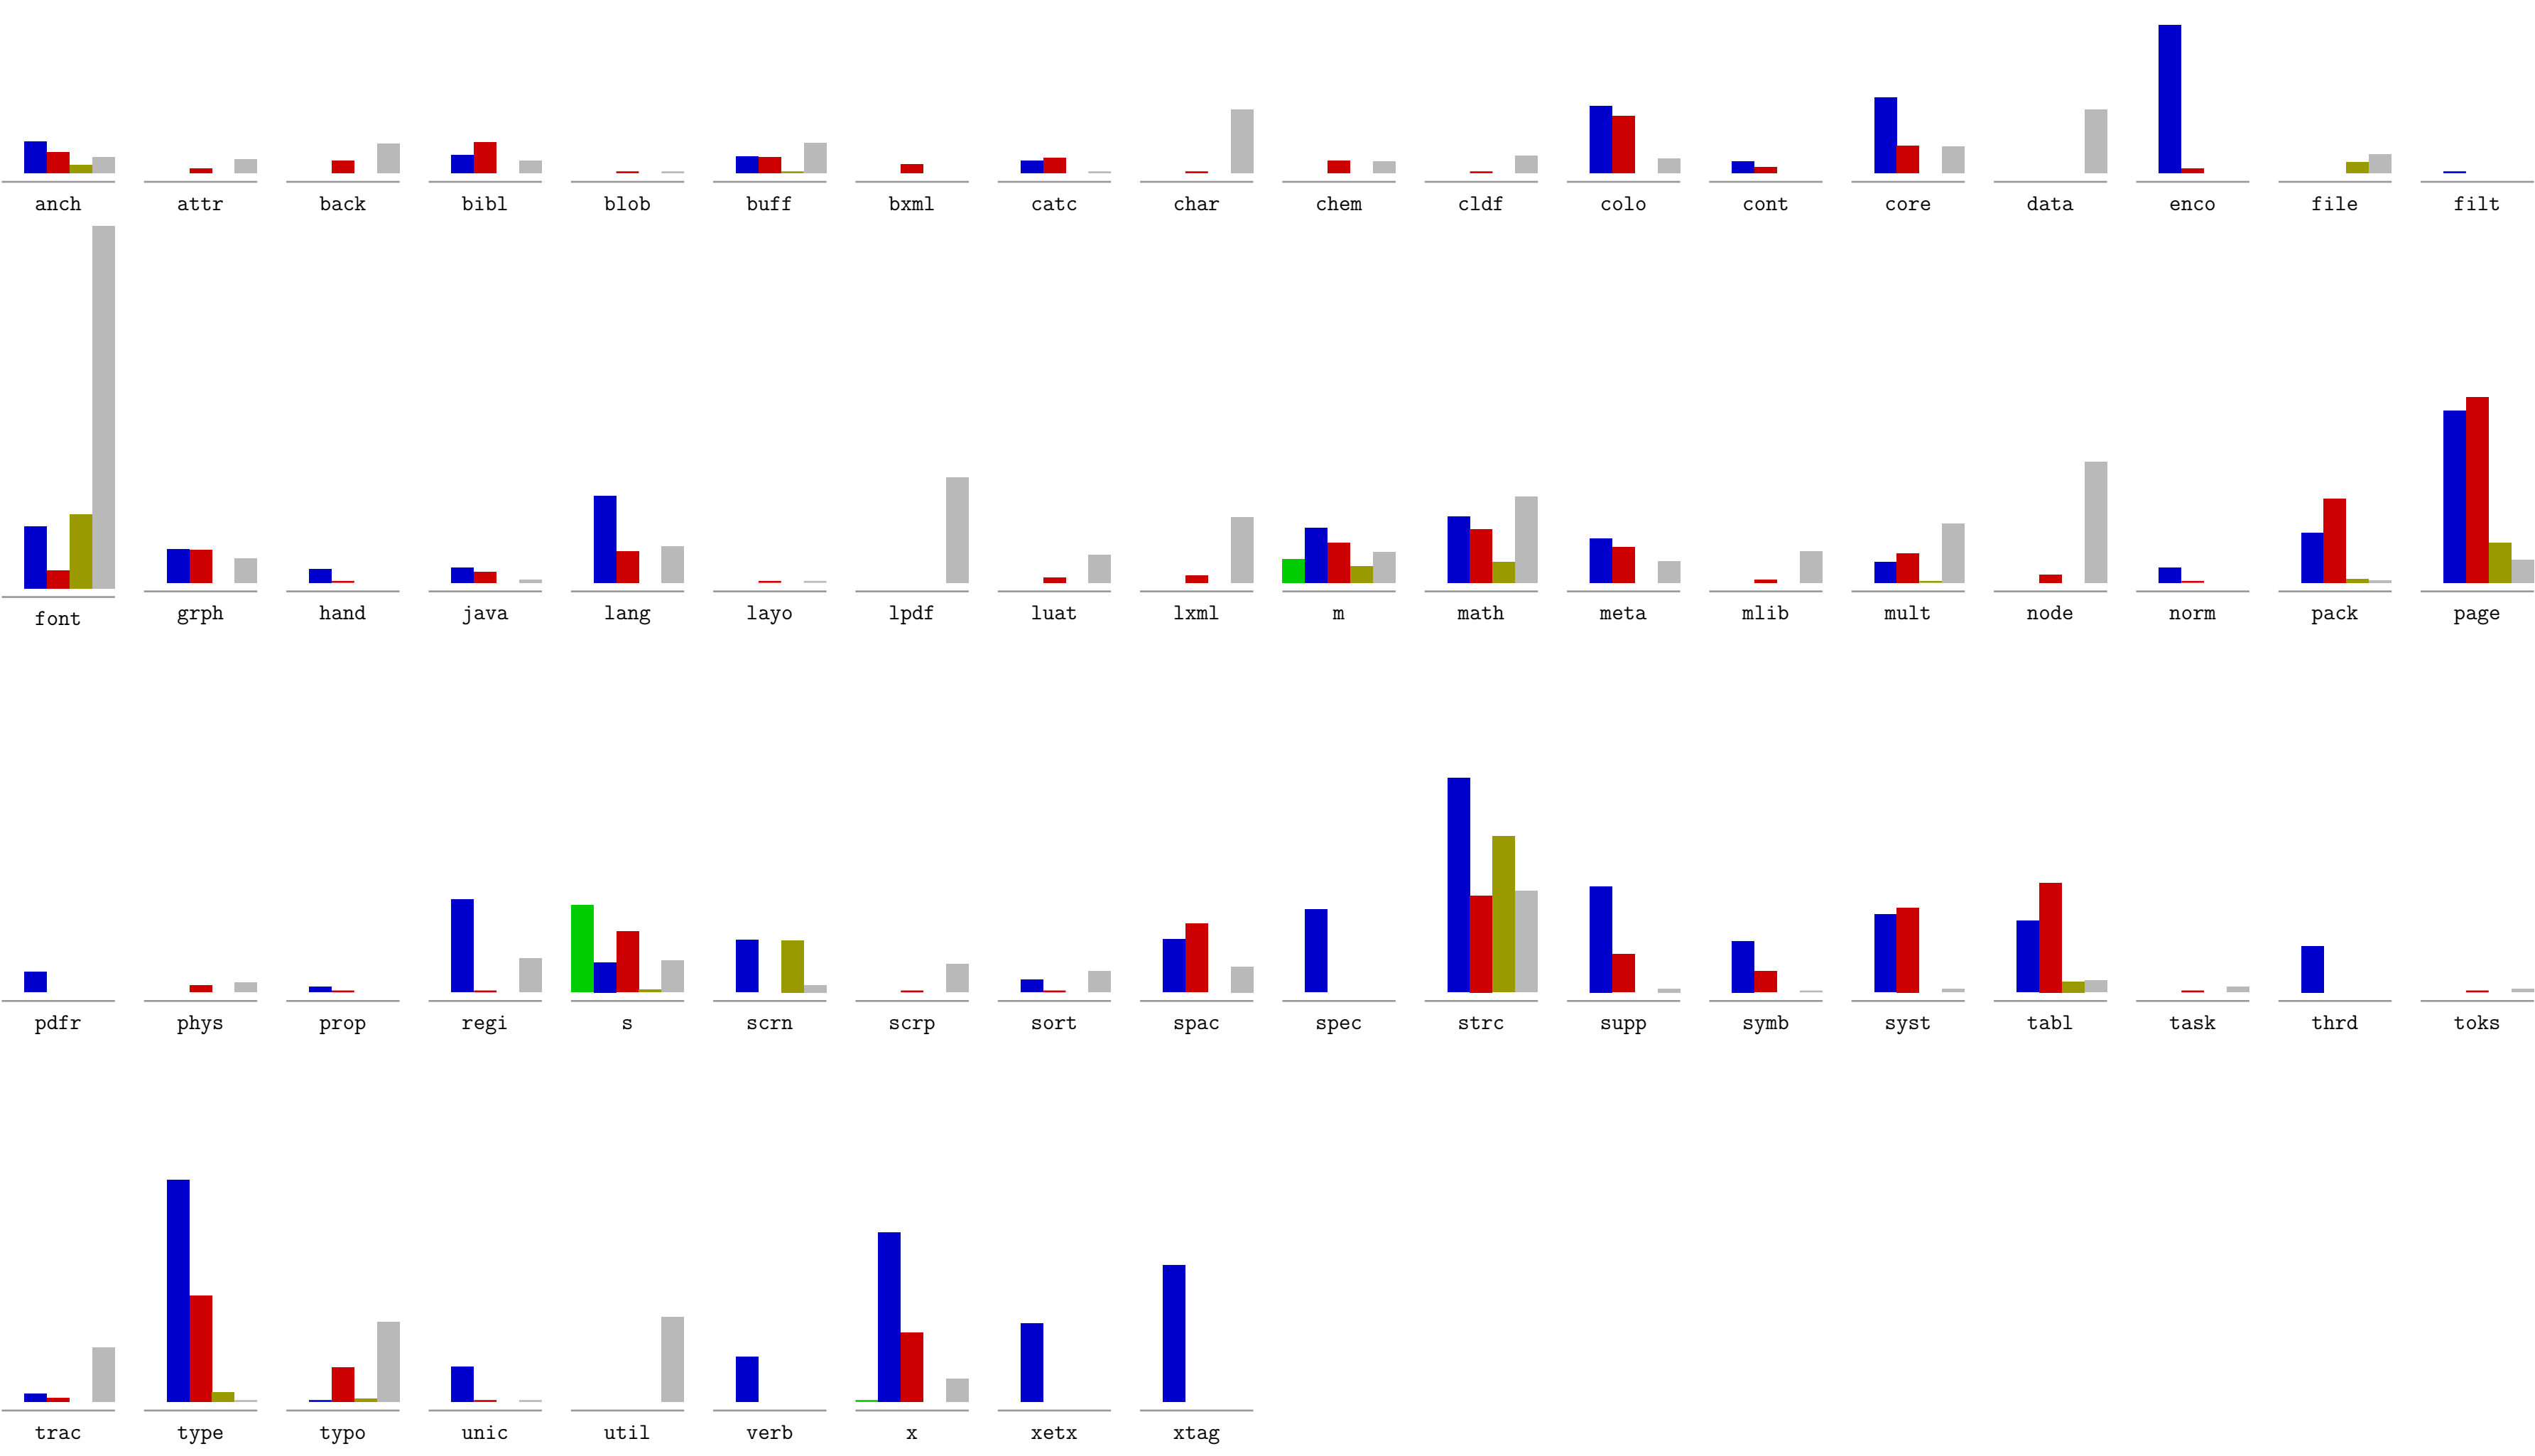 anch attr back bibl blob buff bxml catc char chem cldf colo cont core data enco file filt
font grph hand java lang layo lpdf luat lxml m math meta mlib mult node norm pack page
pdfr phys prop regi s scrn scrp sort spac spec strc supp symb syst tabl task thrd toks
trac type typo unic util verb x xetx xtag